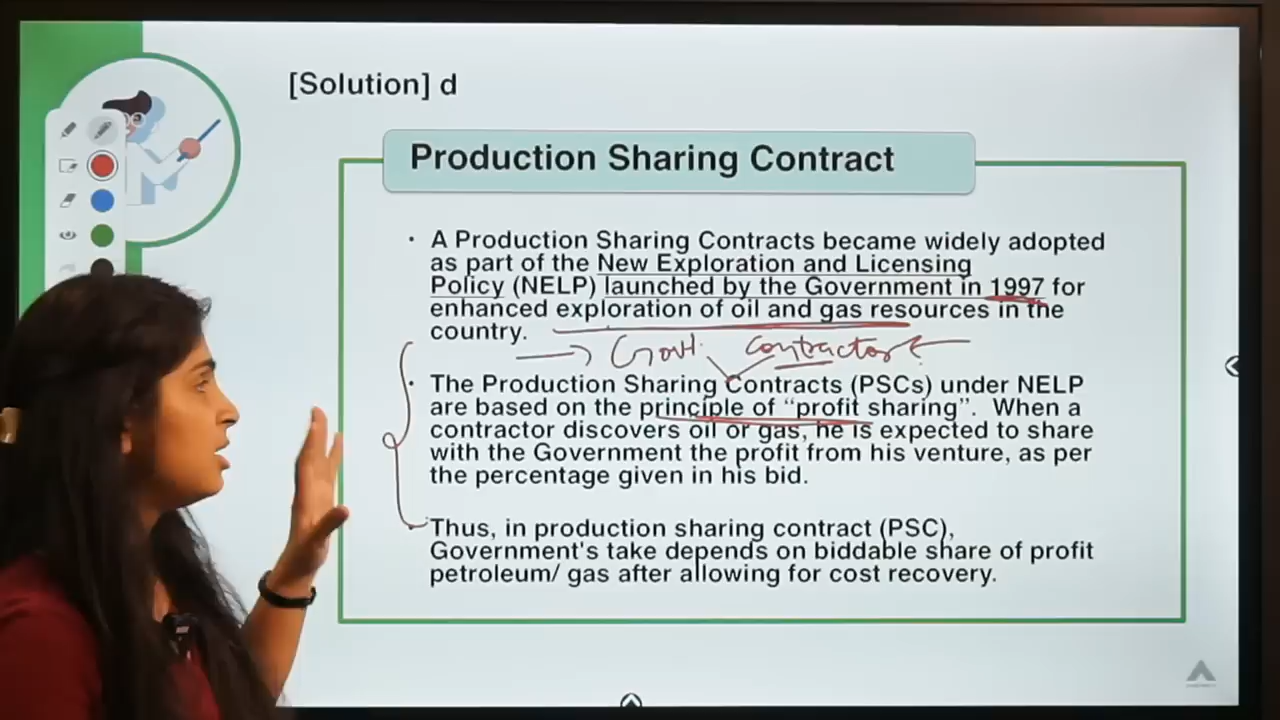 [Solution] d
Production Sharing Contract
· A Production Sharing Contracts became widely adopted
as part of the New Exploration and Licensing
Policy (NELP) launched by the Government in 1997 for
enhanced exploration of oil and gas resources in the
country.
Govt. Contractor
· The Production Sharing Contracts (PSCs) under NELP
are based on the principle of “profit sharing”. When a
contractor discovers oil or gas, he is expected to share
with the Government the profit from his venture, as per
the percentage given in his bid.
· Thus, in production sharing contract (PSC),
Government's take depends on biddable share of profit
petroleum/ gas after allowing for cost recovery.